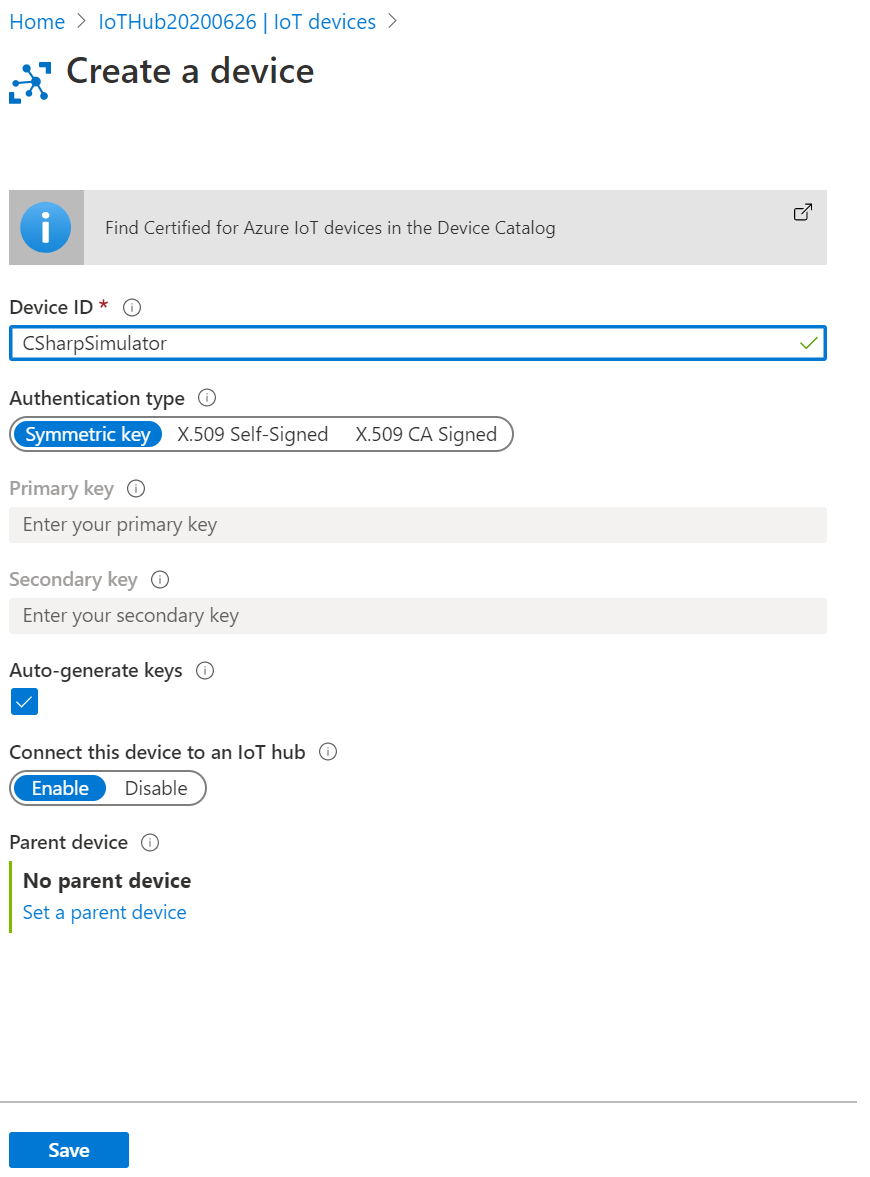 Home > IoTHub20200626 | IoT devices >
Create a device
Find Certified for Azure IoT devices in the Device Catalog
Device ID *
CSharpSimulator
Authentication type
Symmetric key X.509 Self-Signed X.509 CA Signed
Primary key
Enter your primary key
Secondary key
Enter your secondary key
Auto-generate keys
Connect this device to an IoT hub
Enable Disable
Parent device
No parent device
Set a parent device
Save